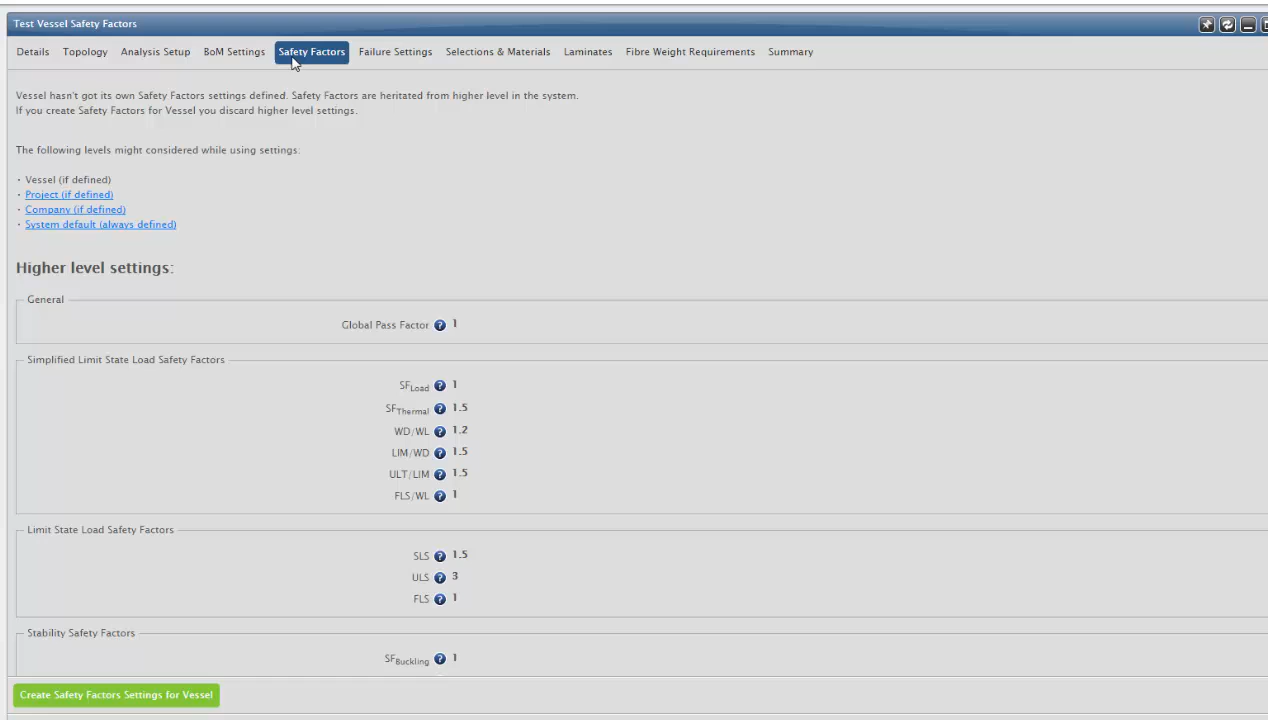 Test Vessel Safety Factors
Details Topology Analysis Setup BoM Settings Safety Factors Failure Settings Selections & Materials Laminates Fibre Weight Requirements Summary
Vessel hasn't got its own Safety Factors settings defined. Safety Factors are heritated from higher level in the system.
If you create Safety Factors for Vessel you discard higher level settings.
The following levels might considered while using settings:
· Vessel (if defined)
· Project (if defined)
· Company (if defined)
· System default (always defined)
Higher level settings:
General
Global Pass Factor ? 1
Simplified Limit State Load Safety Factors
SFLoad ? 1
SFThermal ? 1.5
WD/WL ? 1.2
LIM/WD ? 1.5
ULT/LIM ? 1.5
FLS/WL ? 1
Limit State Load Safety Factors
SLS ? 1.5
ULS ? 3
FLS ? 1
Stability Safety Factors
SFBuckling ? 1
Create Safety Factors Settings for Vessel